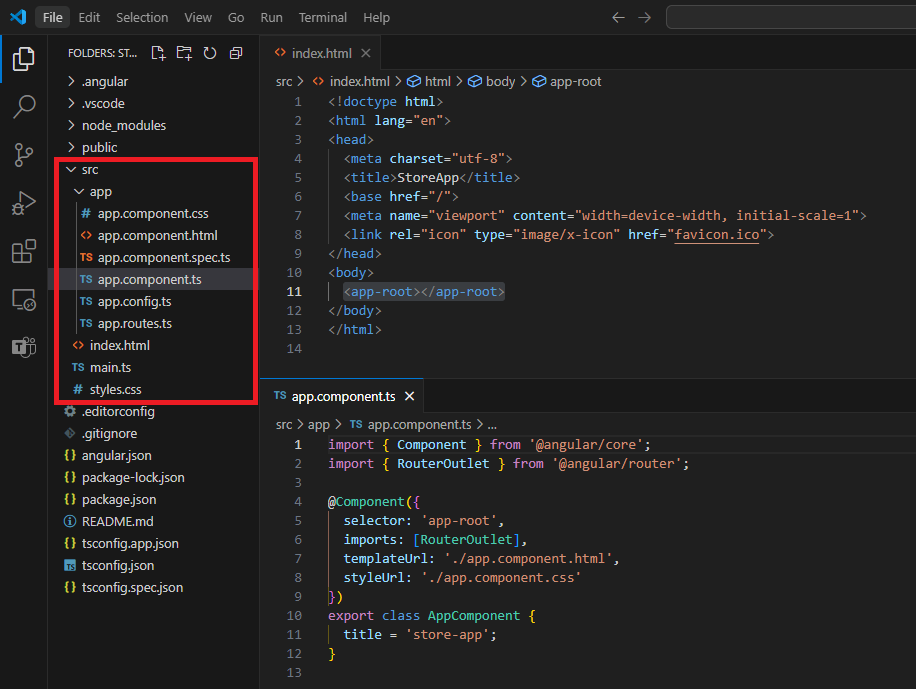 File Edit Selection View Go Run Terminal Help
FOLDERS: ST...
.angular
.vscode
node_modules
public
src
app
# app.component.css
<> app.component.html
TS app.component.spec.ts
TS app.component.ts
TS app.config.ts
TS app.routes.ts
<> index.html
TS main.ts
# styles.css
.editorconfig
.gitignore
{} angular.json
{} package-lock.json
{} package.json
README.md
{} tsconfig.app.json
TS tsconfig.json
{} tsconfig.spec.json
<> index.html ×
src > <> index.html > html > body > app-root
1 <!doctype html>
2 <html lang="en">
3 <head>
4 <meta charset="utf-8">
5 <title>StoreApp</title>
6 <base href="/">
7 <meta name="viewport" content="width=device-width, initial-scale=1">
8 <link rel="icon" type="image/x-icon" href="favicon.ico">
9 </head>
10 <body>
11 <app-root></app-root>
12 </body>
13 </html>
14
TS app.component.ts ×
src > app > TS app.component.ts > ...
1 import { Component } from '@angular/core';
2 import { RouterOutlet } from '@angular/router';
3
4 @Component({
5 selector: 'app-root',
6 imports: [RouterOutlet],
7 templateUrl: './app.component.html',
8 styleUrl: './app.component.css'
9 })
10 export class AppComponent {
11 title = 'store-app';
12 }
13